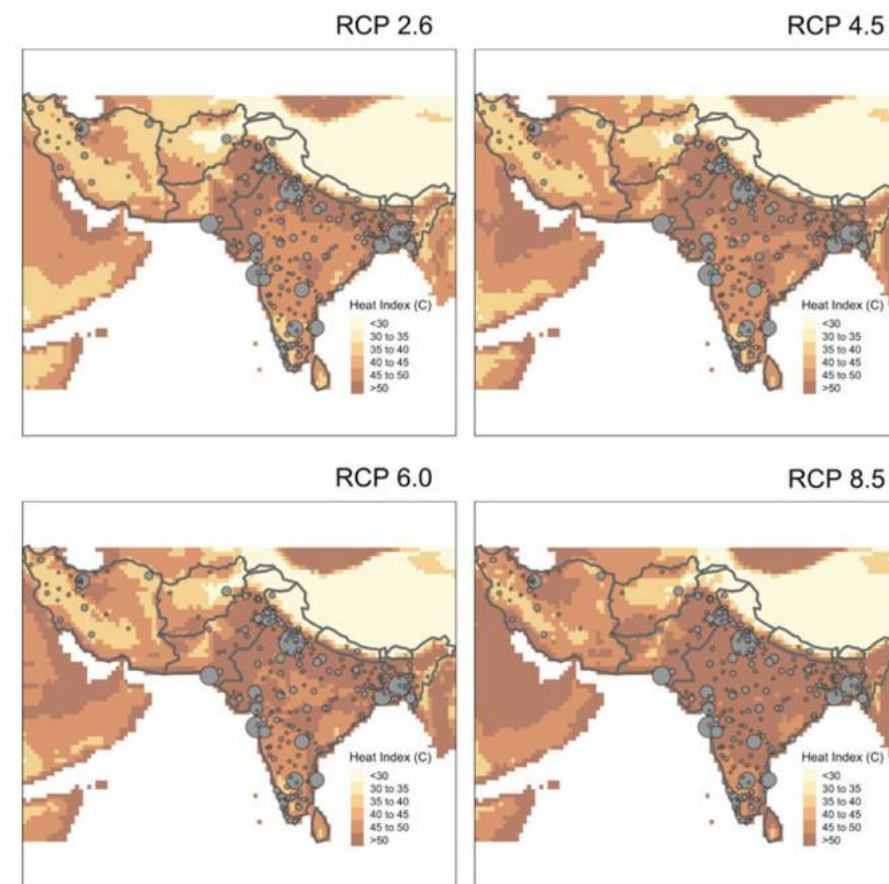 RCP 2.6
RCP 4.5
Heat Index (C)
<30
30 to 35
35 to 40
40 to 45
45 to 50
>50
Heat Index (C)
<30
30 to 35
35 to 40
40 to 45
45 to 50
>50
RCP 6.0
RCP 8.5
Heat Index (C)
<30
30 to 35
35 to 40
40 to 45
45 to 50
>50
Heat Index (C)
<30
30 to 35
35 to 40
40 to 45
45 to 50
>50